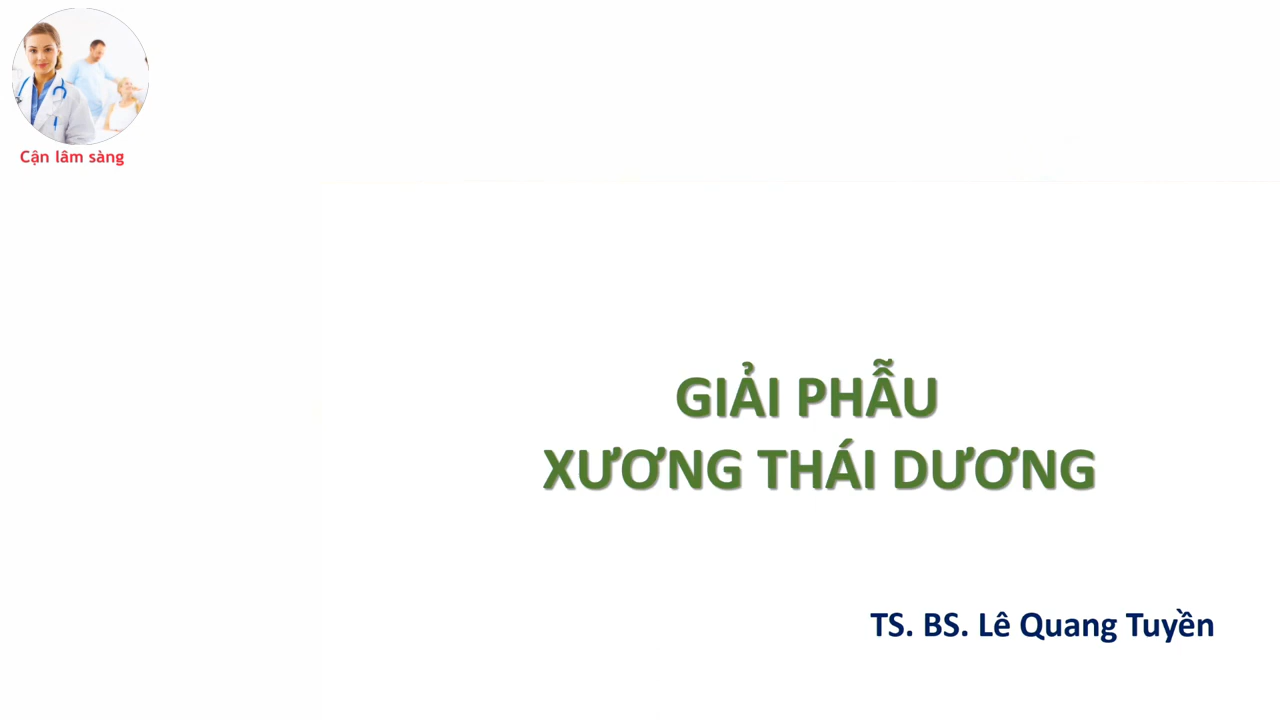 Cận lâm sàng
GIẢI PHẪU
XƯƠNG THÁI DƯƠNG
TS. BS. Lê Quang Tuyền